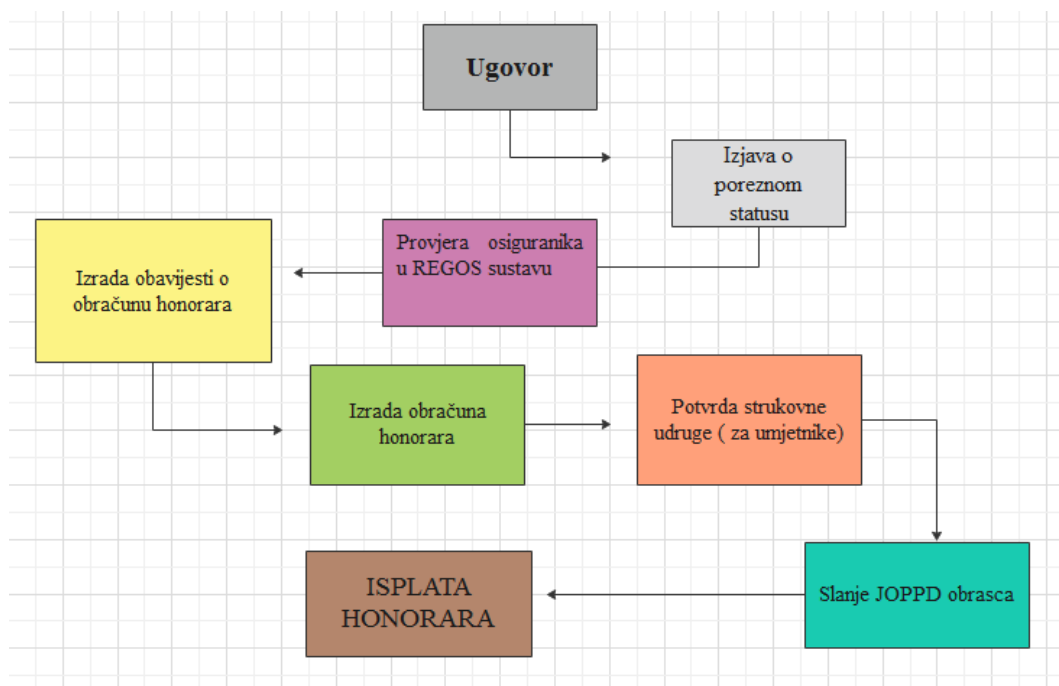 Ugovor
Izjava o
poreznom
statusu
Provjera osiguranika
u REGOS sustavu
Izrada obavijesti o
obračunu honorara
Izrada obračuna
honorara
Potvrda strukovne
udruge ( za umjetnike)
Slanje JOPPD obrasca
ISPLATA
HONORARA